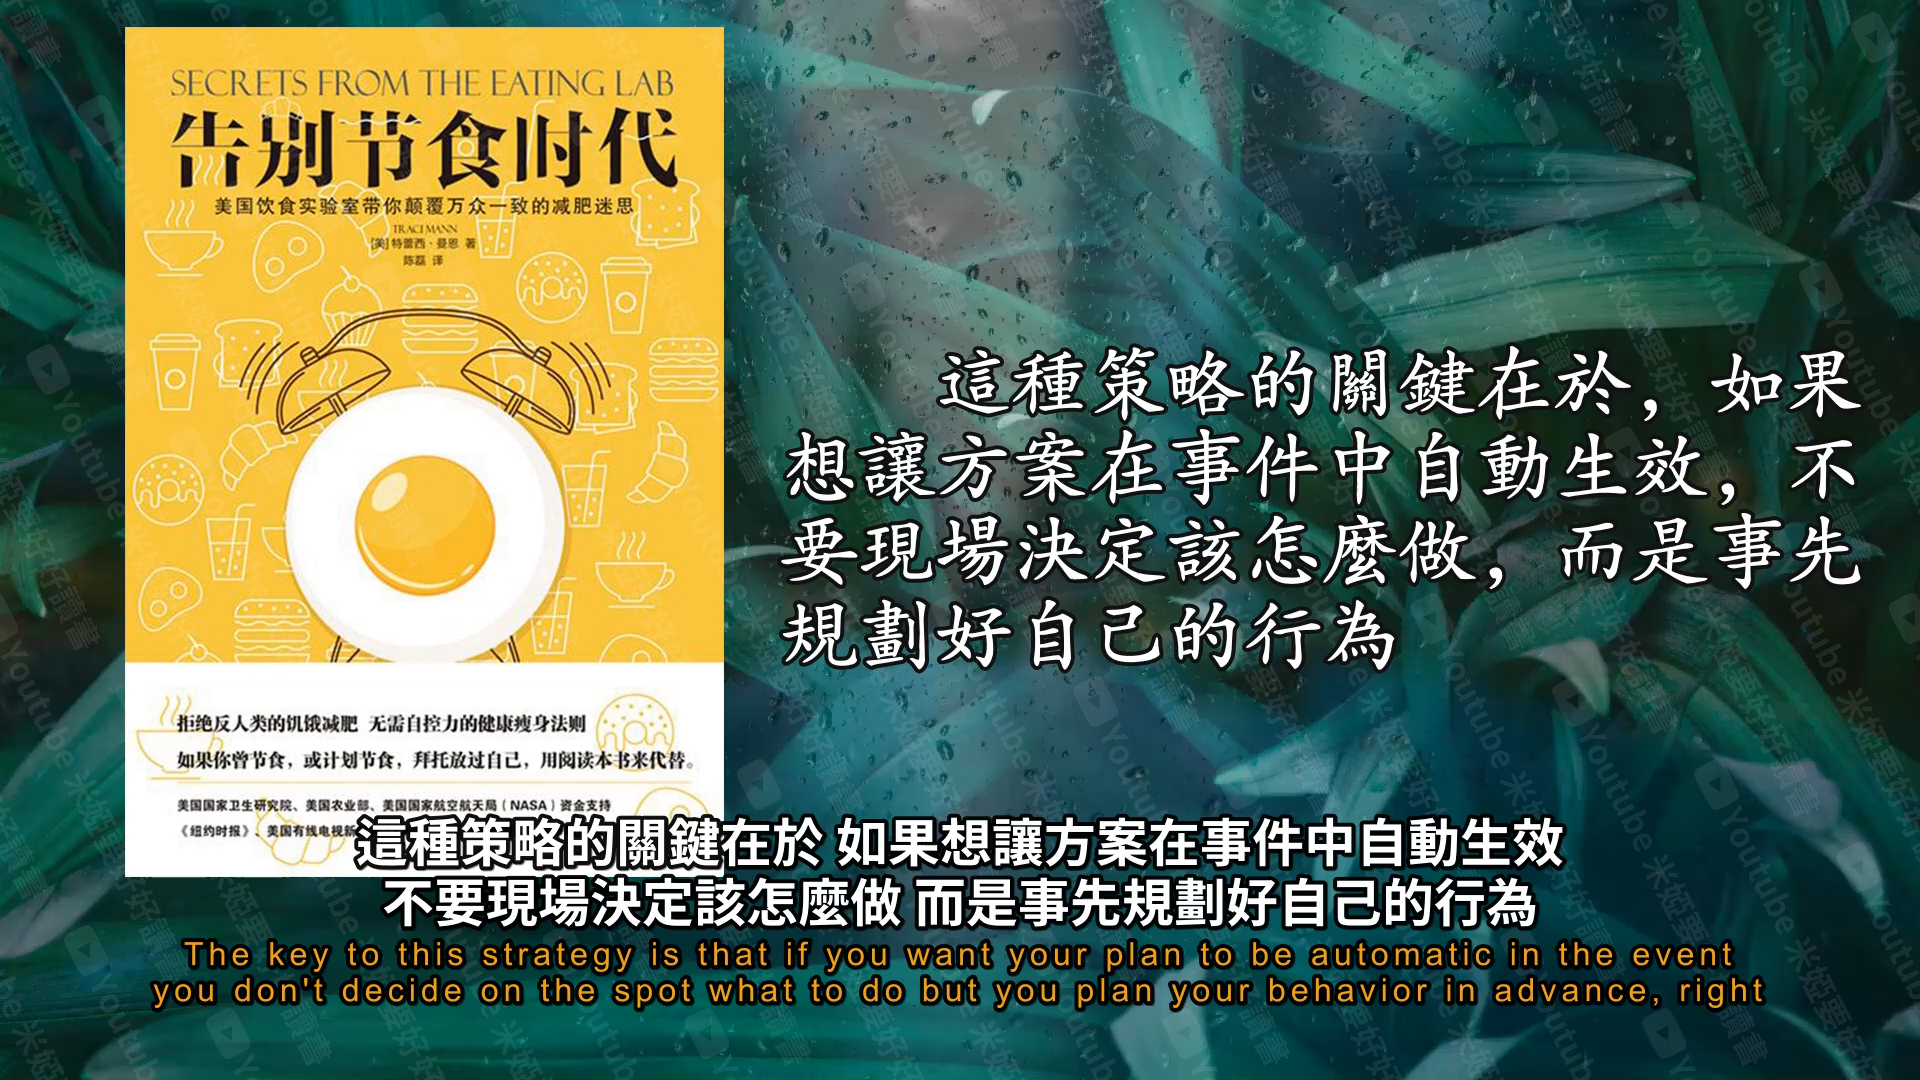 SECRETS FROM THE EATING LAB
告别节食时代
美国饮食实验室带你颠覆万众一致的减肥迷思
TRACI MANN
[美] 特蕾西·曼恩 著
陈磊 译
拒绝反人类的饥饿减肥 无需自控力的健康瘦身法则
如果你曾节食，或计划节食，拜托放过自己，用阅读本书来代替。
美国国家卫生研究院、美国农业部、美国国家航空航天局（NASA）资金支持
《纽约时报》、美国有线电视新
這種策略的關鍵在於，如果
想讓方案在事件中自動生效，不
要現場決定該怎麼做，而是事先
規劃好自己的行為
這種策略的關鍵在於 如果想讓方案在事件中自動生效
不要現場決定該怎麼做 而是事先規劃好自己的行為
The key to this strategy is that if you want your plan to be automatic in the event
you don't decide on the spot what to do but you plan your behavior in advance, right
Youtube 米婭要好好讀書